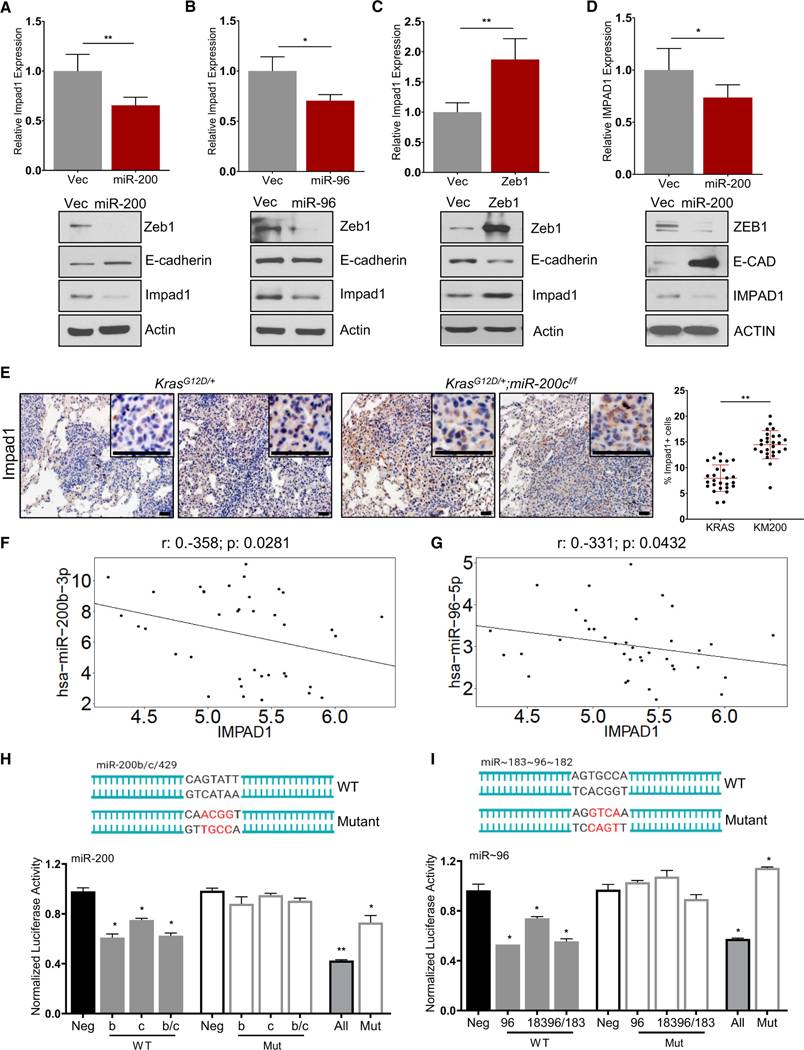 A
Relative Impad1 Expression
1.5
1.0
0.5
0.0
**
Vec miR-200
Vec miR-200
Zeb1
E-cadherin
Impad1
Actin
B
Relative Impad1 Expression
1.5
1.0
0.5
0.0
*
Vec miR-96
Vec miR-96
Zeb1
E-cadherin
Impad1
Actin
C
Relative Impad1 Expression
2.5
2.0
1.5
1.0
0.5
0.0
**
Vec Zeb1
Vec Zeb1
Zeb1
E-cadherin
Impad1
Actin
D
Relative IMPAD1 Expression
1.5
1.0
0.5
0.0
*
Vec miR-200
Vec miR-200
ZEB1
E-CAD
IMPAD1
ACTIN
E
KrasG12D/+
KrasG12D/+;miR-200cf/f
Impad1
% Impad1+ cells
25
20
15
10
5
0
**
KRAS KM200
F
r: 0.-358; p: 0.0281
hsa-miR-200b-3p
10
8
6
4
2
4.5 5.0 5.5 6.0
IMPAD1
G
r: 0.-331; p: 0.0432
hsa-miR-96-5p
5
4
3
2
4.5 5.0 5.5 6.0
IMPAD1
H
miR-200b/c/429
CAGTATT
GTCATAA
WT
CAACGGT
GTTGCCA
Mutant
miR-200
Normalized Luciferase Activity
1.2
0.8
0.4
0.0
* * * ** *
Neg b c b/c Neg b c b/c All Mut
WT Mut
I
miR~183~96~182
AGTGCCA
TCACGGT
WT
AGGTCAA
TCCAGTT
Mutant
miR~96
Normalized Luciferase Activity
1.2
0.8
0.4
0.0
* * * * *
Neg 96 18396/183 Neg 96 18396/183 All Mut
WT Mut